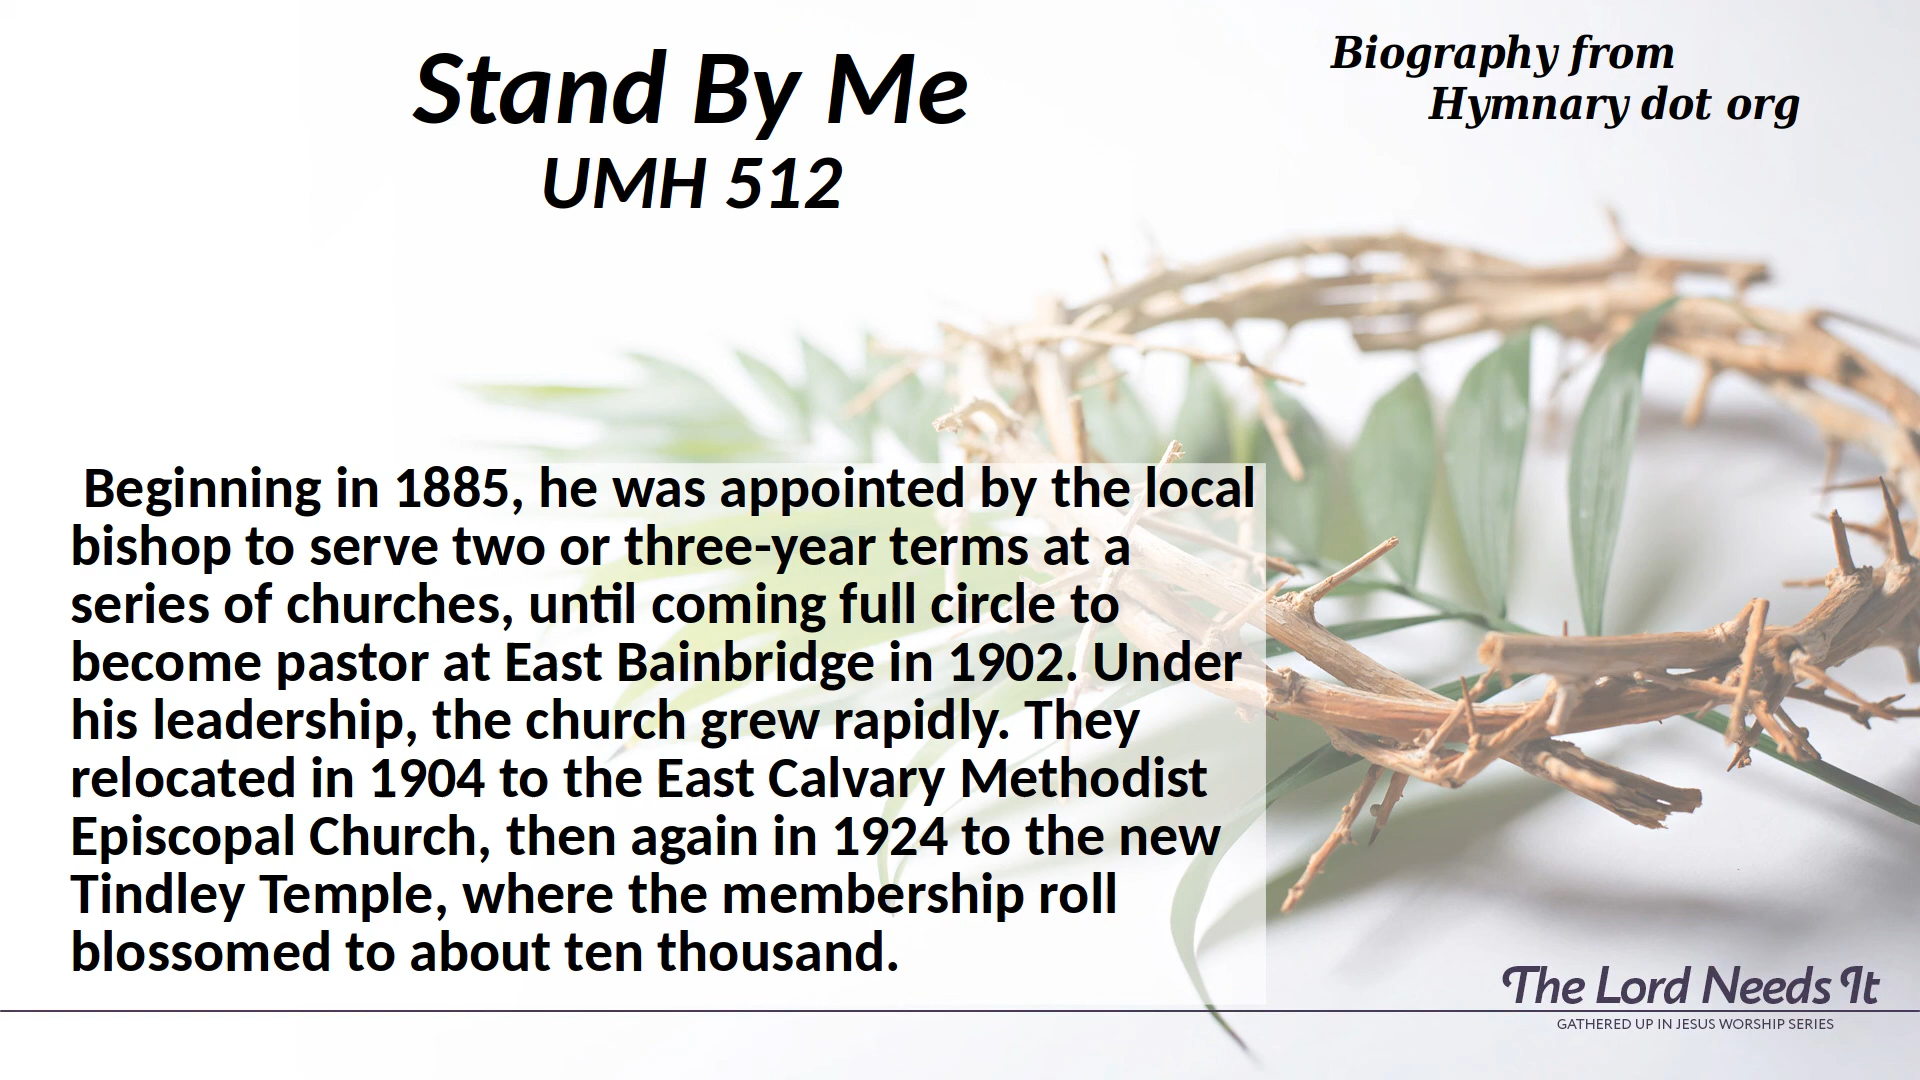 Stand By Me
UMH 512
Biography from
Hymnary dot org
Beginning in 1885, he was appointed by the local
bishop to serve two or three-year terms at a
series of churches, until coming full circle to
become pastor at East Bainbridge in 1902. Under
his leadership, the church grew rapidly. They
relocated in 1904 to the East Calvary Methodist
Episcopal Church, then again in 1924 to the new
Tindley Temple, where the membership roll
blossomed to about ten thousand.
The Lord Needs It
GATHERED UP IN JESUS WORSHIP SERIES